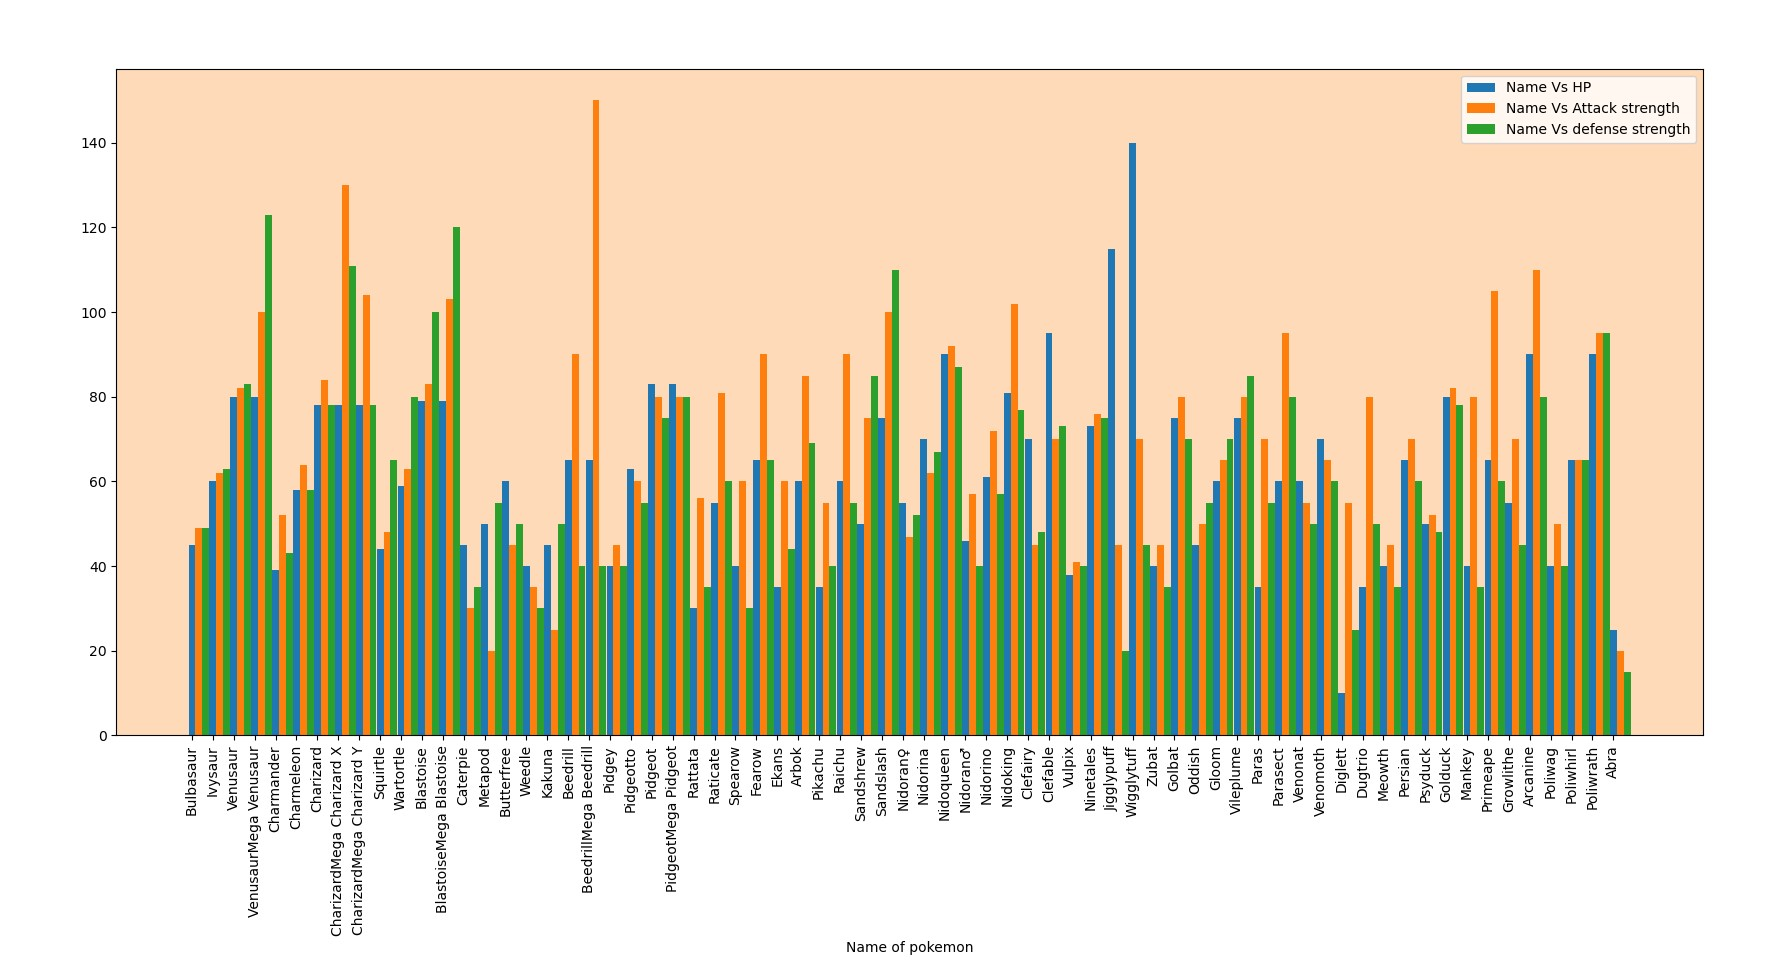 Name Vs HP
Name Vs Attack strength
Name Vs defense strength
140
120
100
80
60
40
20
0
Bulbasaur
Ivysaur
Venusaur
VenusaurMega Venusaur
Charmander
Charmeleon
Charizard
CharizardMega Charizard X
CharizardMega Charizard Y
Squirtle
Wartortle
Blastoise
BlastoiseMega Blastoise
Caterpie
Metapod
Butterfree
Weedle
Kakuna
Beedrill
BeedrillMega Beedrill
Pidgey
Pidgeotto
Pidgeot
PidgeotMega Pidgeot
Rattata
Raticate
Spearow
Fearow
Ekans
Arbok
Pikachu
Raichu
Sandshrew
Sandslash
Nidoran♀
Nidorina
Nidoqueen
Nidoran♂
Nidorino
Nidoking
Clefairy
Clefable
Vulpix
Ninetales
Jigglypuff
Wigglytuff
Zubat
Golbat
Oddish
Gloom
Vileplume
Paras
Parasect
Venonat
Venomoth
Diglett
Dugtrio
Meowth
Persian
Psyduck
Golduck
Mankey
Primeape
Growlithe
Arcanine
Poliwag
Poliwhirl
Poliwrath
Abra
Name of pokemon